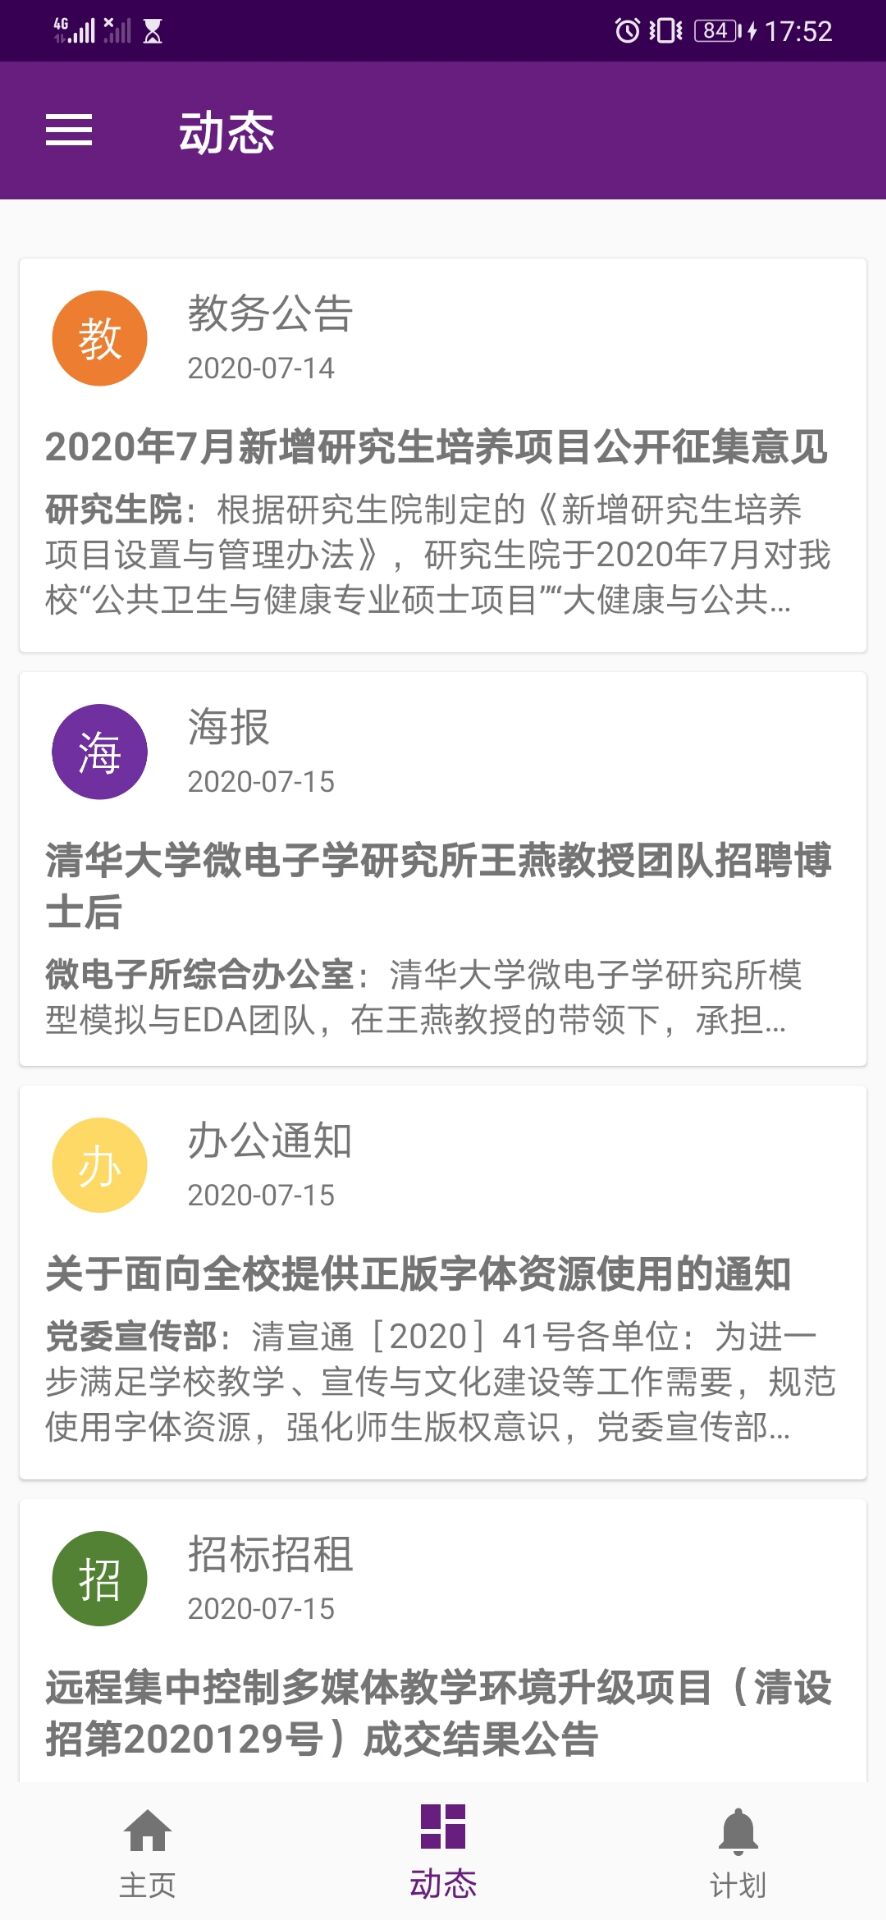 4G 84 17:52
动态
教 教务公告
2020-07-14
2020年7月新增研究生培养项目公开征集意见
研究生院：根据研究生院制定的《新增研究生培养
项目设置与管理办法》，研究生院于2020年7月对我
校“公共卫生与健康专业硕士项目”“大健康与公共...
海 海报
2020-07-15
清华大学微电子学研究所王燕教授团队招聘博
士后
微电子所综合办公室：清华大学微电子学研究所模
型模拟与EDA团队，在王燕教授的带领下，承担...
办 办公通知
2020-07-15
关于面向全校提供正版字体资源使用的通知
党委宣传部：清宣通［2020］41号各单位：为进一
步满足学校教学、宣传与文化建设等工作需要，规范
使用字体资源，强化师生版权意识，党委宣传部...
招 招标招租
2020-07-15
远程集中控制多媒体教学环境升级项目（清设
招第2020129号）成交结果公告
主页 动态 计划